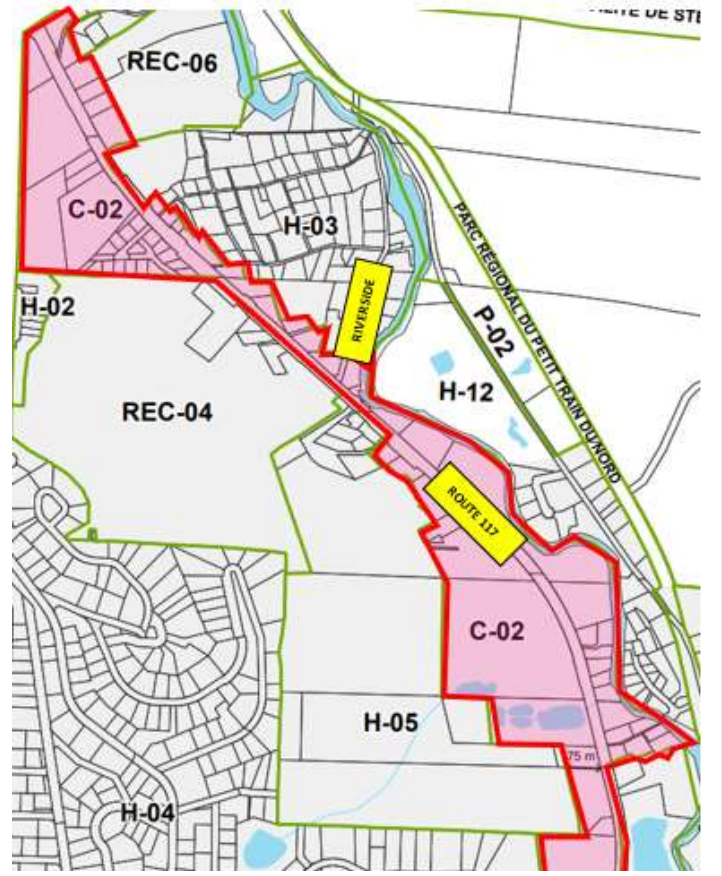 REC-06
C-02
H-03
H-02
RIVERSIDE
PARC RÉGIONAL DU PETIT TRAIN DU NORD
P-02
H-12
REC-04
ROUTE 117
C-02
H-05
75 m
H-04